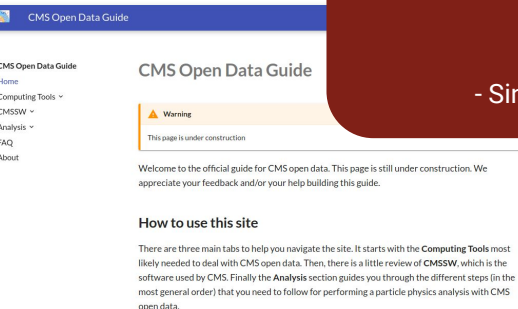 CMS Open Data Guide
CMS Open Data Guide
Home
Computing Tools
CMSSW
Analysis
FAQ
About
CMS Open Data Guide
Warning
This page is under construction
Welcome to the official guide for CMS open data. This page is still under construction. We
appreciate your feedback and/or your help building this guide.
How to use this site
There are three main tabs to help you navigate the site. It starts with the Computing Tools most
likely needed to deal with CMS open data. Then, there is a little review of CMSSW, which is the
software used by CMS. Finally the Analysis section guides you through the different steps (in the
most general order) that you need to follow for performing a particle physics analysis with CMS
open data.